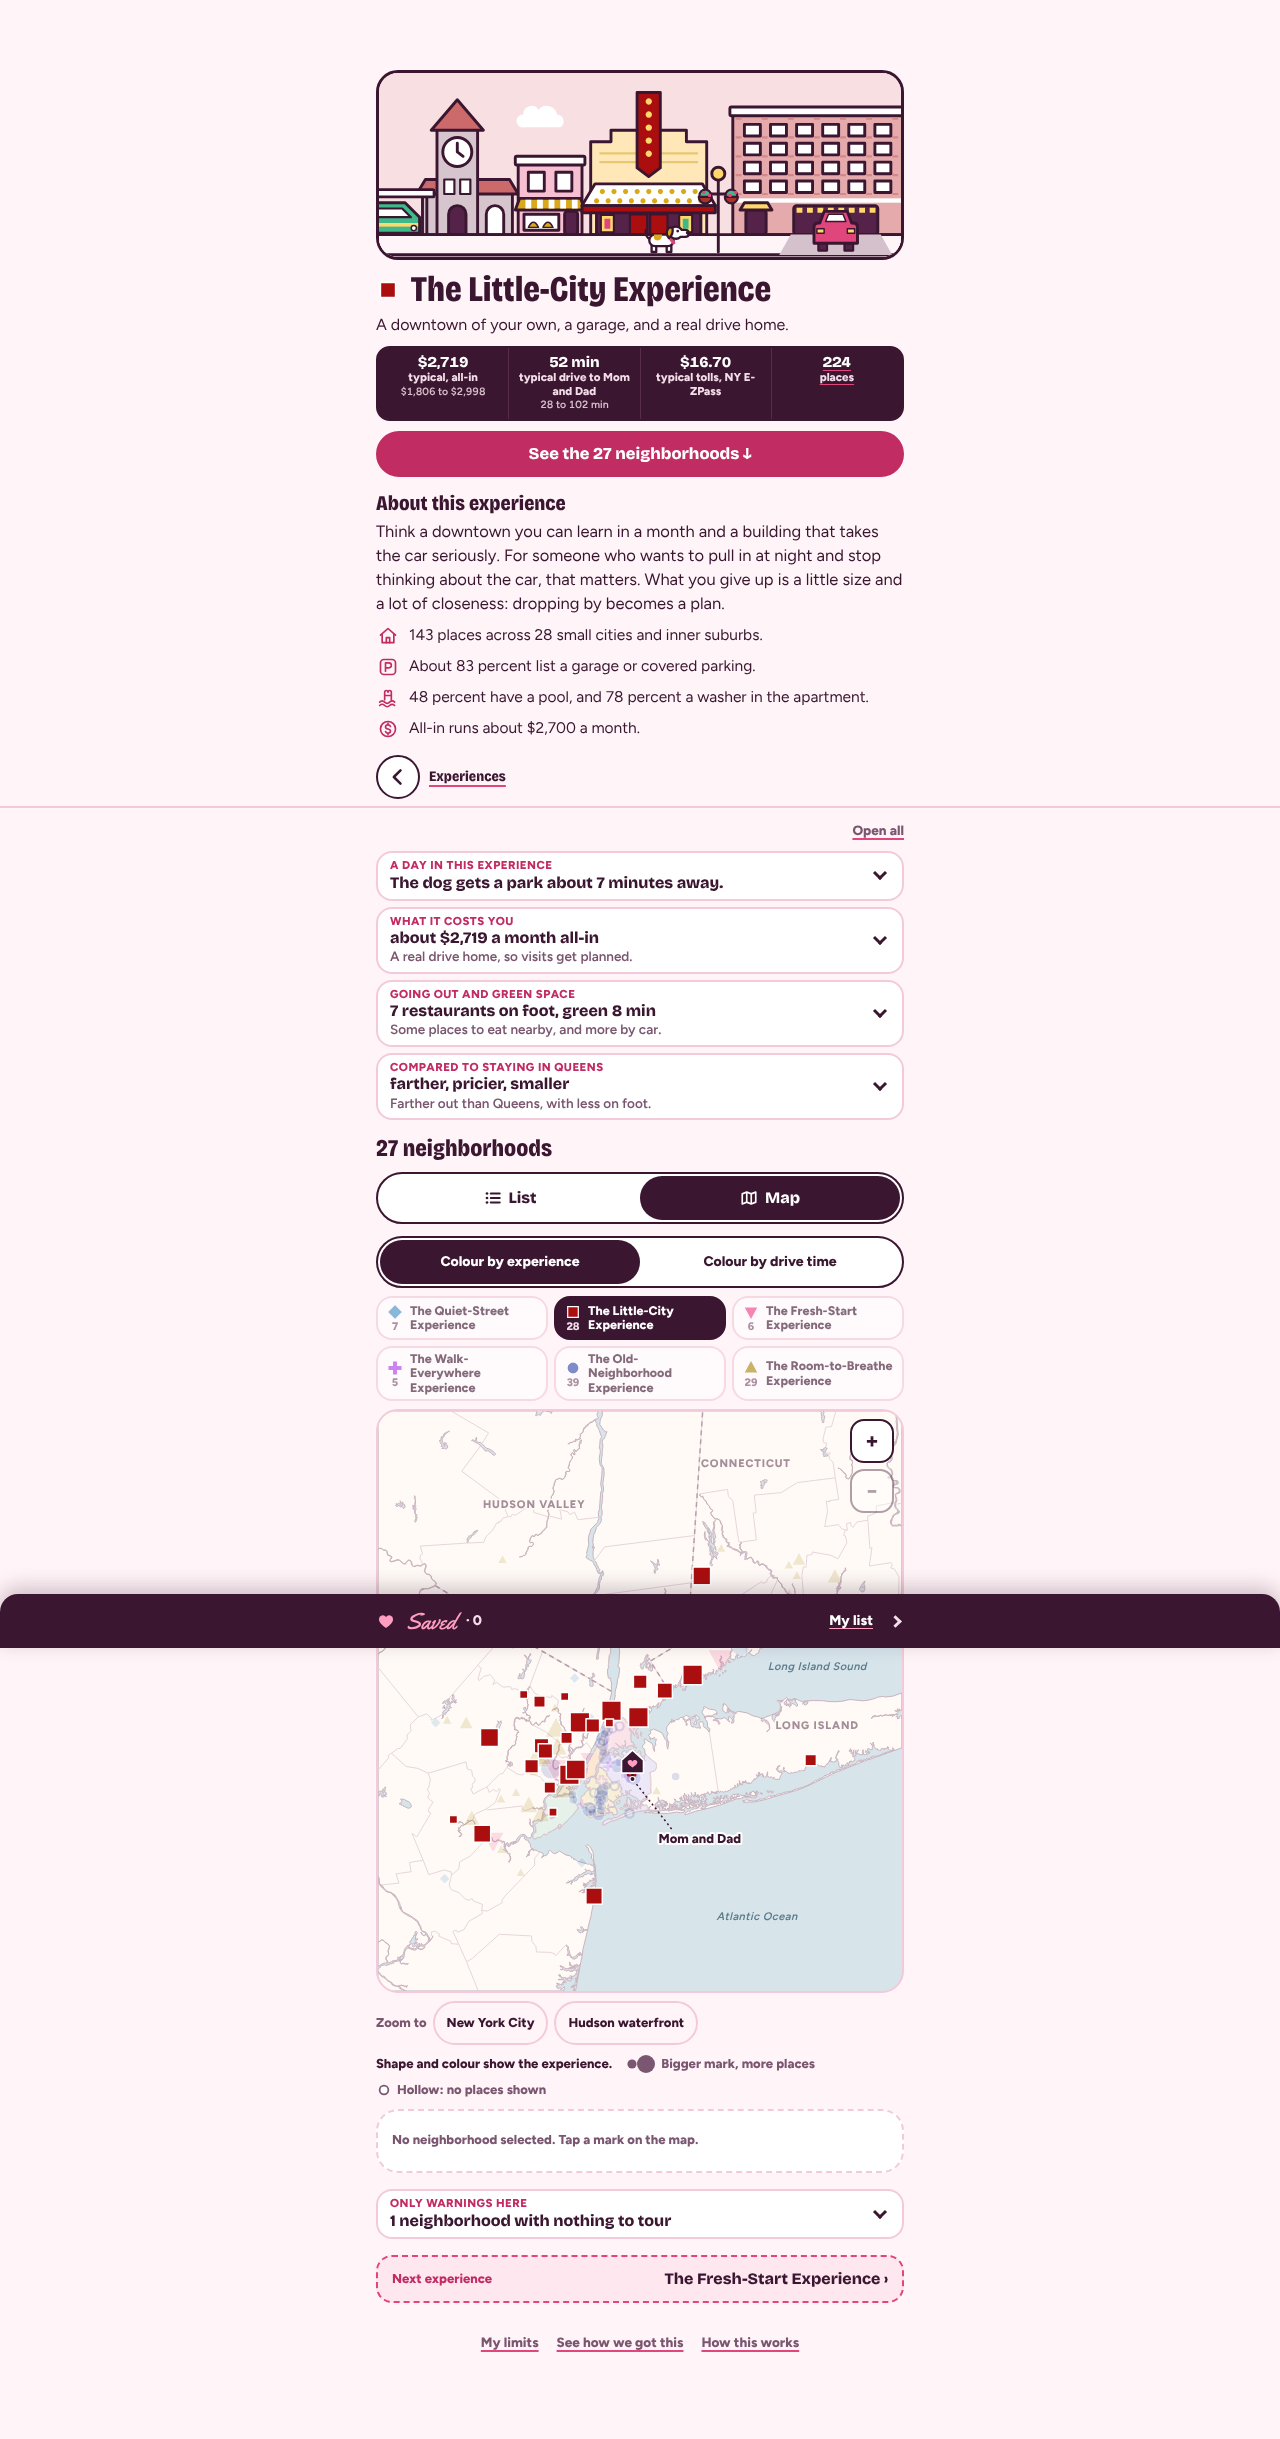 The Little-City Experience
A downtown of your own, a garage, and a real drive home.
$2,719
typical, all-in
$1,806 to $2,998
52 min
typical drive to Mom
and Dad
28 to 102 min
$16.70
typical tolls, NY E-
ZPass
224
places
See the 27 neighborhoods ↓
About this experience
Think a downtown you can learn in a month and a building that takes
the car seriously. For someone who wants to pull in at night and stop
thinking about the car, that matters. What you give up is a little size and
a lot of closeness: dropping by becomes a plan.
143 places across 28 small cities and inner suburbs.
P About 83 percent list a garage or covered parking.
48 percent have a pool, and 78 percent a washer in the apartment.
$ All-in runs about $2,700 a month.
Experiences
Open all
A DAY IN THIS EXPERIENCE
The dog gets a park about 7 minutes away.
WHAT IT COSTS YOU
about $2,719 a month all-in
A real drive home, so visits get planned.
GOING OUT AND GREEN SPACE
7 restaurants on foot, green 8 min
Some places to eat nearby, and more by car.
COMPARED TO STAYING IN QUEENS
farther, pricier, smaller
Farther out than Queens, with less on foot.
27 neighborhoods
List
Map
Colour by experience
Colour by drive time
7
The Quiet-Street
Experience
28
The Little-City
Experience
6
The Fresh-Start
Experience
5
The Walk-
Everywhere
Experience
39
The Old-
Neighborhood
Experience
29
The Room-to-Breathe
Experience
+
−
CONNECTICUT
HUDSON VALLEY
Saved · 0
My list
Long Island Sound
LONG ISLAND
Mom and Dad
Atlantic Ocean
Zoom to
New York City
Hudson waterfront
Shape and colour show the experience.
Bigger mark, more places
Hollow: no places shown
No neighborhood selected. Tap a mark on the map.
ONLY WARNINGS HERE
1 neighborhood with nothing to tour
Next experience
The Fresh-Start Experience ›
My limits
See how we got this
How this works